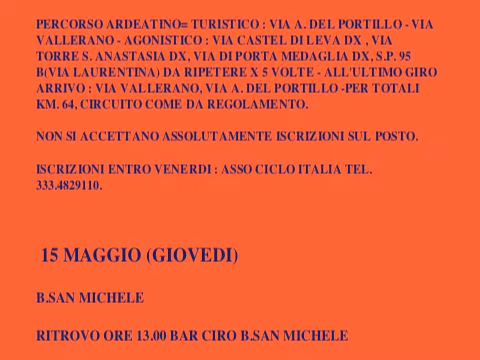 PERCORSO ARDEATINO= TURISTICO : VIA A. DEL PORTILLO - VIA
VALLERANO - AGONISTICO : VIA CASTEL DI LEVA DX , VIA
TORRE S. ANASTASIA DX, VIA DI PORTA MEDAGLIA DX, S.P. 95
B(VIA LAURENTINA) DA RIPETERE X 5 VOLTE - ALL'ULTIMO GIRO
ARRIVO : VIA VALLERANO, VIA A. DEL PORTILLO -PER TOTALI
KM. 64, CIRCUITO COME DA REGOLAMENTO.
NON SI ACCETTANO ASSOLUTAMENTE ISCRIZIONI SUL POSTO.
ISCRIZIONI ENTRO VENERDI : ASSO CICLO ITALIA TEL.
333.4829110.
15 MAGGIO (GIOVEDI)
B.SAN MICHELE
RITROVO ORE 13.00 BAR CIRO B.SAN MICHELE